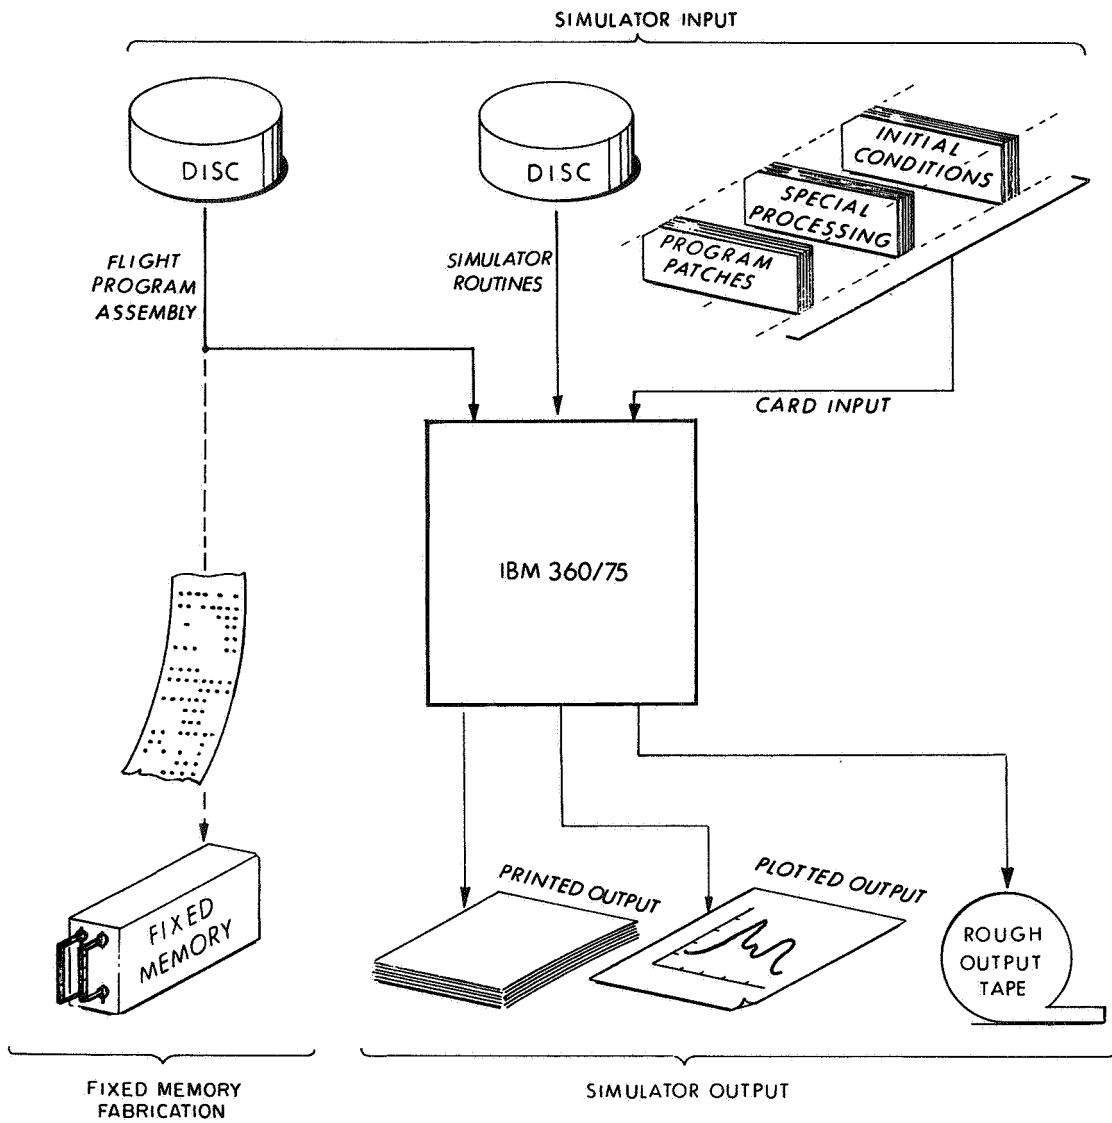 SIMULATOR INPUT
DISC
DISC
INITIAL
CONDITIONS
SPECIAL
PROCESSING
PROGRAM
PATCHES
FLIGHT
PROGRAM
ASSEMBLY
SIMULATOR
ROUTINES
CARD INPUT
IBM 360/75
FIXED
MEMORY
PRINTED OUTPUT
PLOTTED OUTPUT
ROUGH
OUTPUT
TAPE
FIXED MEMORY
FABRICATION
SIMULATOR OUTPUT